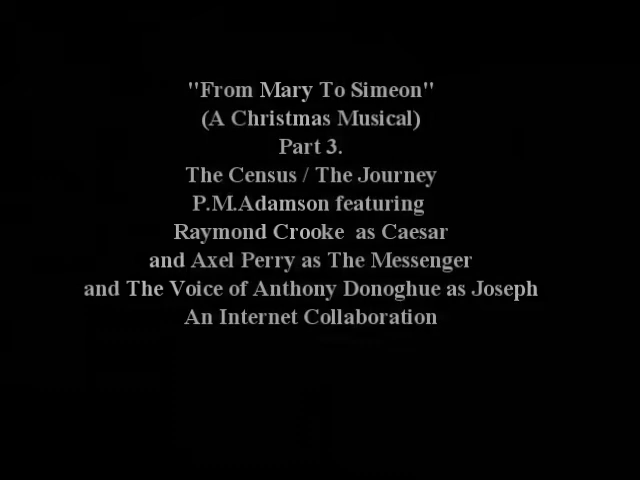 "From Mary To Simeon"
(A Christmas Musical)
Part 3.
The Census / The Journey
P.M.Adamson featuring
Raymond Crooke as Caesar
and Axel Perry as The Messenger
and The Voice of Anthony Donoghue as Joseph
An Internet Collaboration